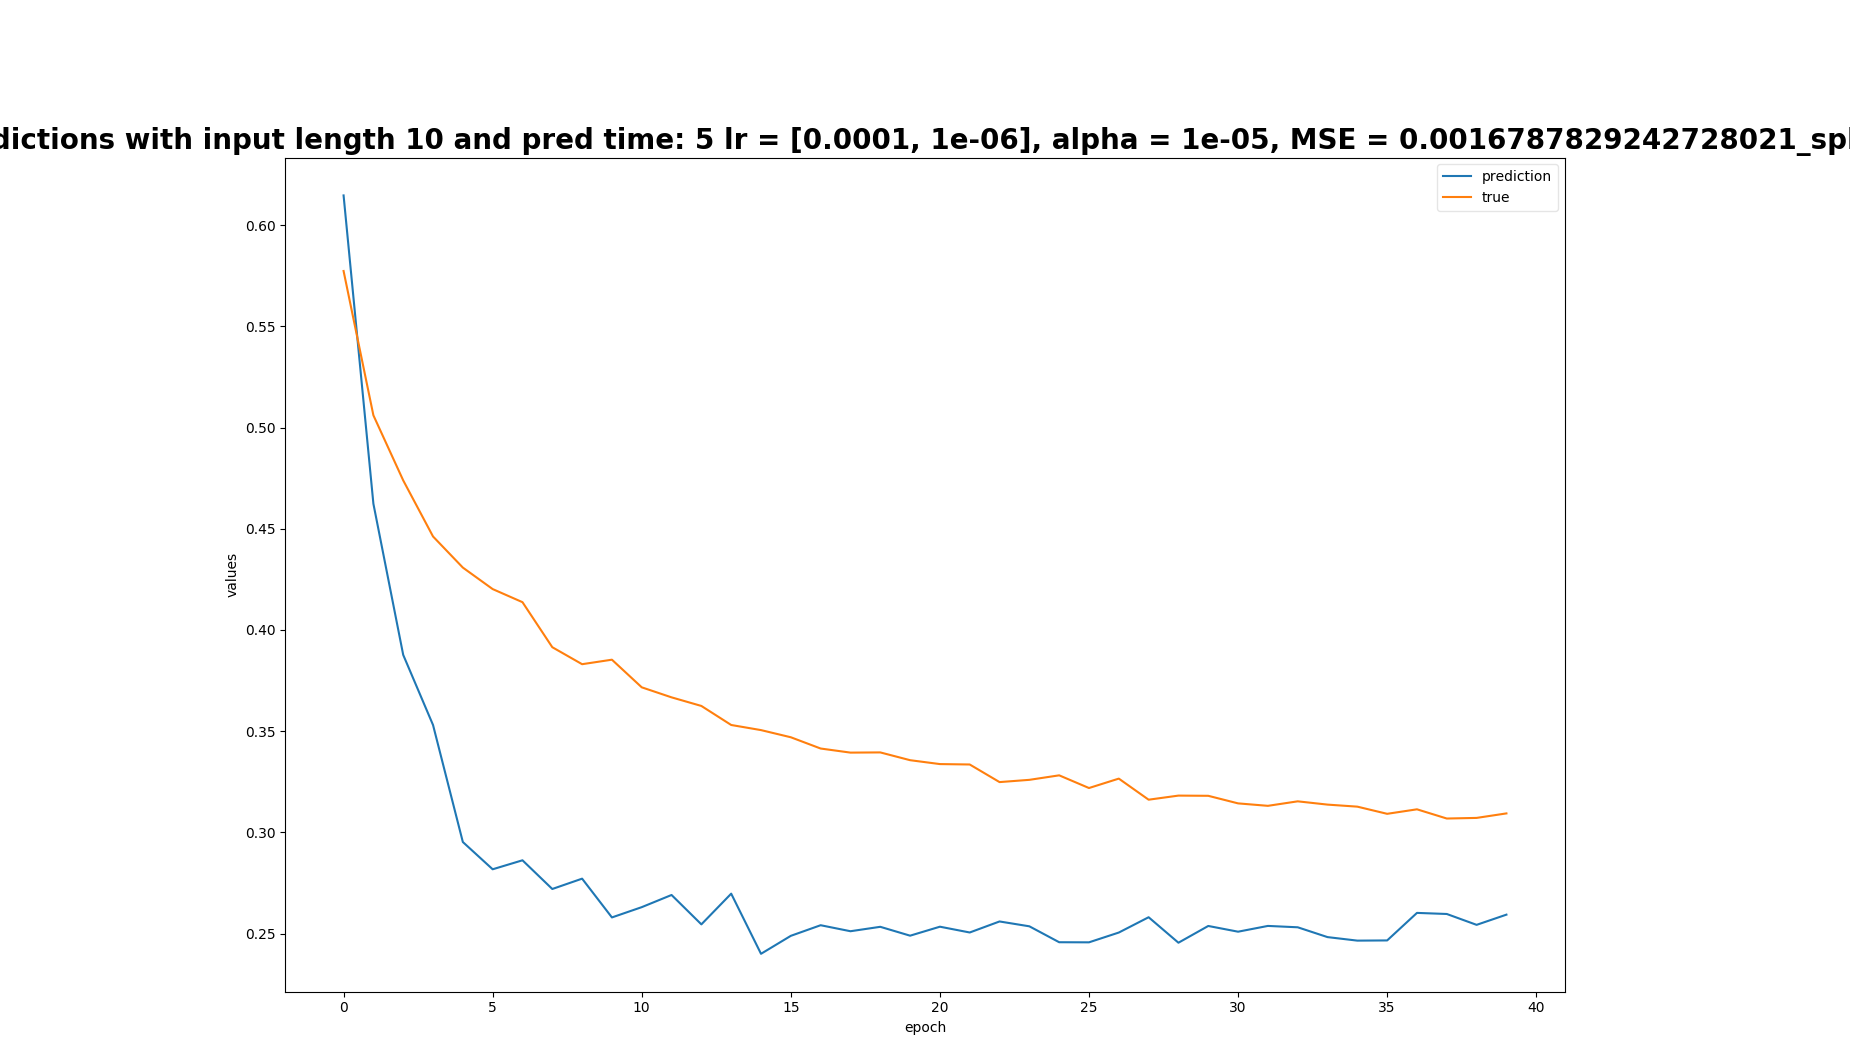 dictions with input length 10 and pred time: 5 lr = [0.0001, 1e-06], alpha = 1e-05, MSE = 0.0016787829242728021_spl
prediction
true
0.60
0.55
0.50
0.45
0.40
0.35
0.30
0.25
values
0 5 10 15 20 25 30 35 40
epoch